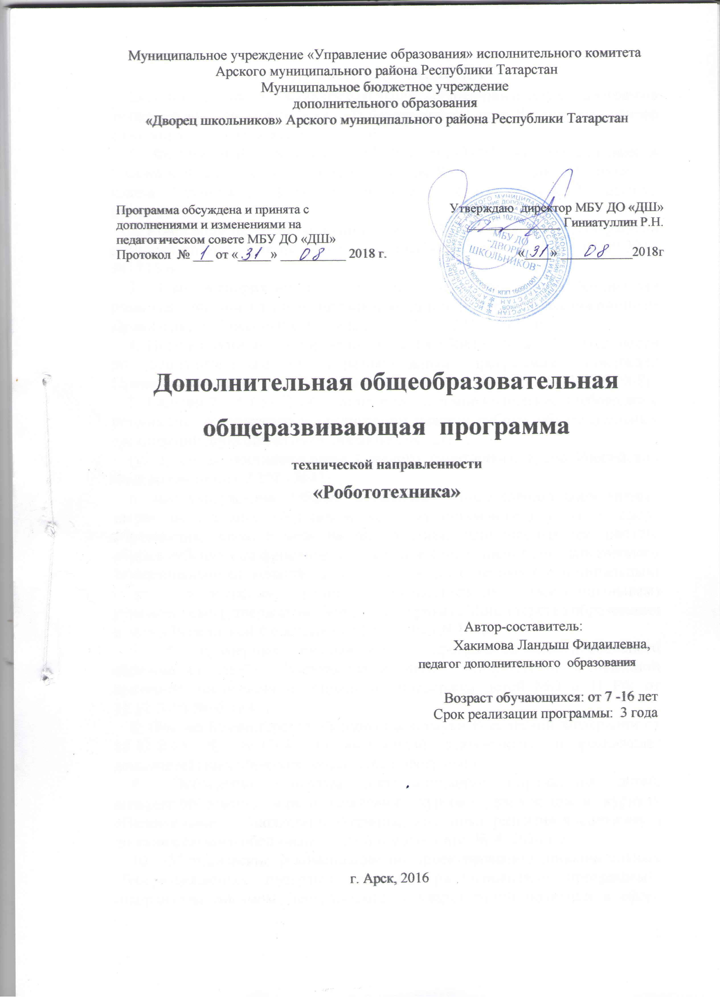 Муниципальное учреждение «Управление образования» исполнительного комитета
Арского муниципального района Республики Татарстан
Муниципальное бюджетное учреждение
дополнительного образования
«Дворец школьников» Арского муниципального района Республики Татарстан
Программа обсуждена и принята с
дополнениями и изменениями на
педагогическом совете МБУ ДО «ДШ»
Протокол № 1 от «31» 08 2018 г.
Утверждаю директор МБУ ДО «ДШ»
Гиниатуллин Р.Н.
«31» 08 2018г
МБУ ДО
"ДВОРЕЦ
ШКОЛЬНИКОВ"
ИНН 1609005141 КПП 160901001
Дополнительная общеобразовательная
общеразвивающая программа
технической направленности
«Робототехника»
Автор-составитель:
Хакимова Ландыш Фидаилевна,
педагог дополнительного образования
Возраст обучающихся: от 7 -16 лет
Срок реализации программы: 3 года
г. Арск, 2016